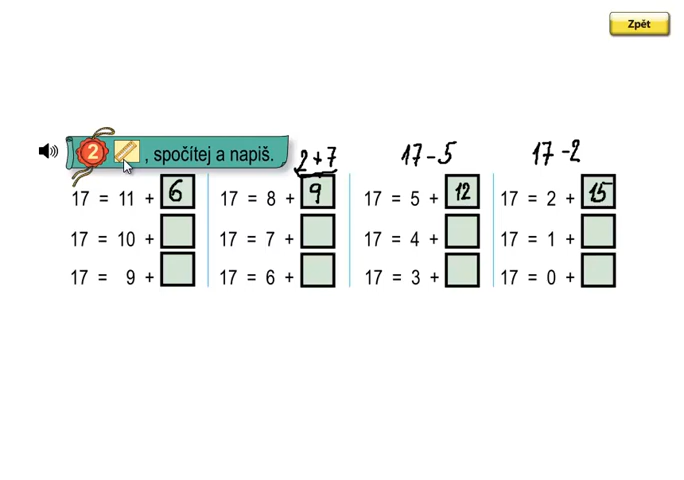 Zpět
2 , spočítej a napiš.
2+7 17-5 17-2
17 = 11 + 6 17 = 8 + 9 17 = 5 + 12 17 = 2 + 15
17 = 10 + 17 = 7 + 17 = 4 + 17 = 1 +
17 = 9 + 17 = 6 + 17 = 3 + 17 = 0 +